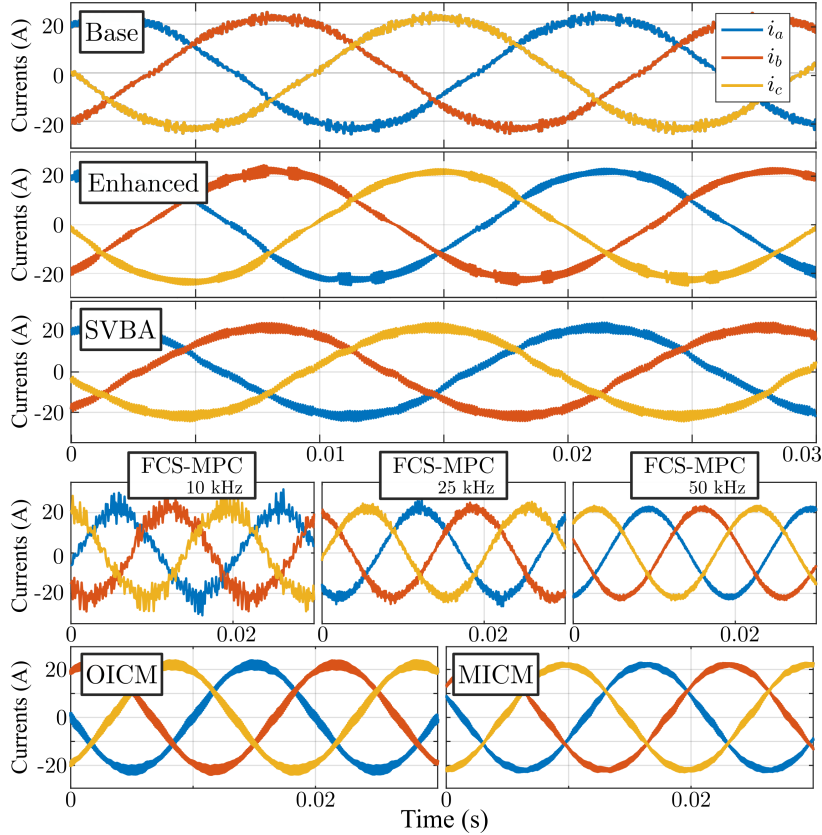 Currents (A)
20
0
-20
Base
i_a
i_b
i_c
Currents (A)
20
0
-20
Enhanced
Currents (A)
20
0
-20
SVBA
0
0.01
0.02
0.03
Currents (A)
20
0
-20
FCS-MPC
10 kHz
FCS-MPC
25 kHz
FCS-MPC
50 kHz
0
0.02
0
0.02
0
0.02
Currents (A)
20
0
-20
OICM
MICM
0
0.02
0
0.02
Time (s)